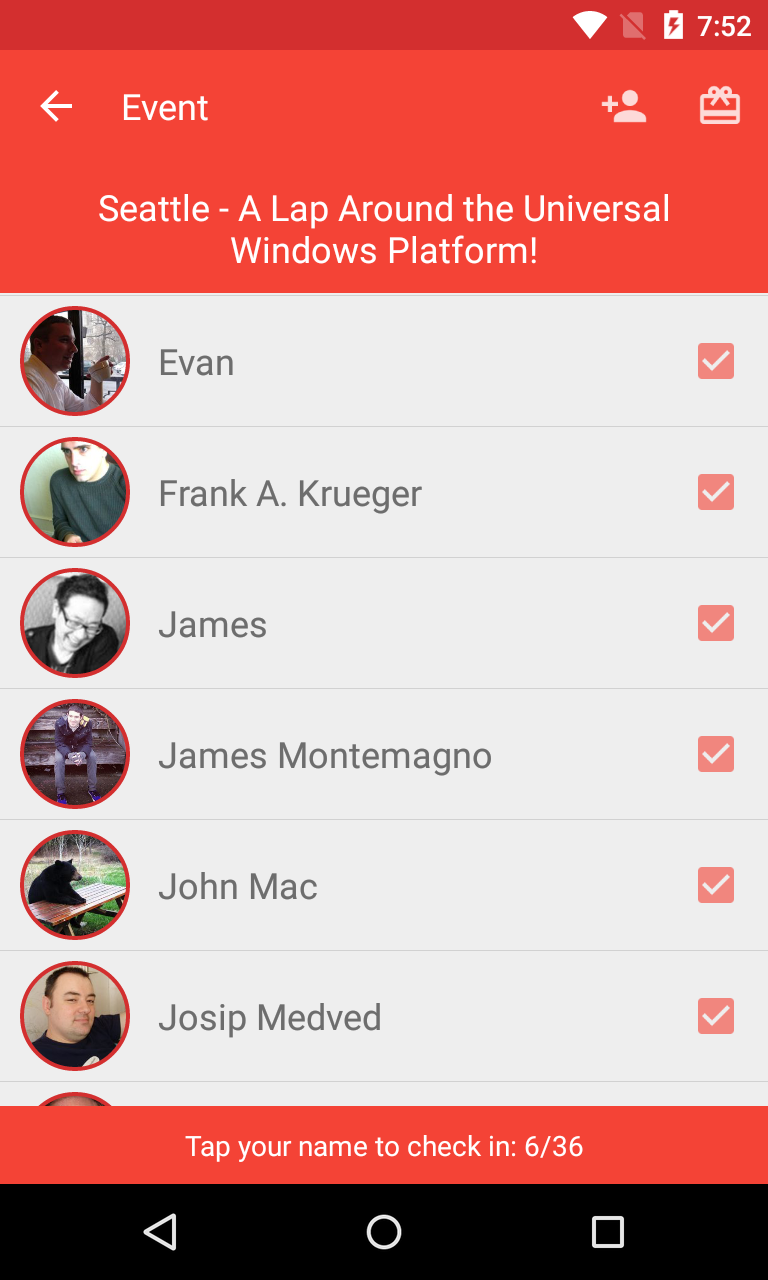 7:52
Event
Seattle - A Lap Around the Universal
Windows Platform!
Evan
Frank A. Krueger
James
James Montemagno
John Mac
Josip Medved
Tap your name to check in: 6/36